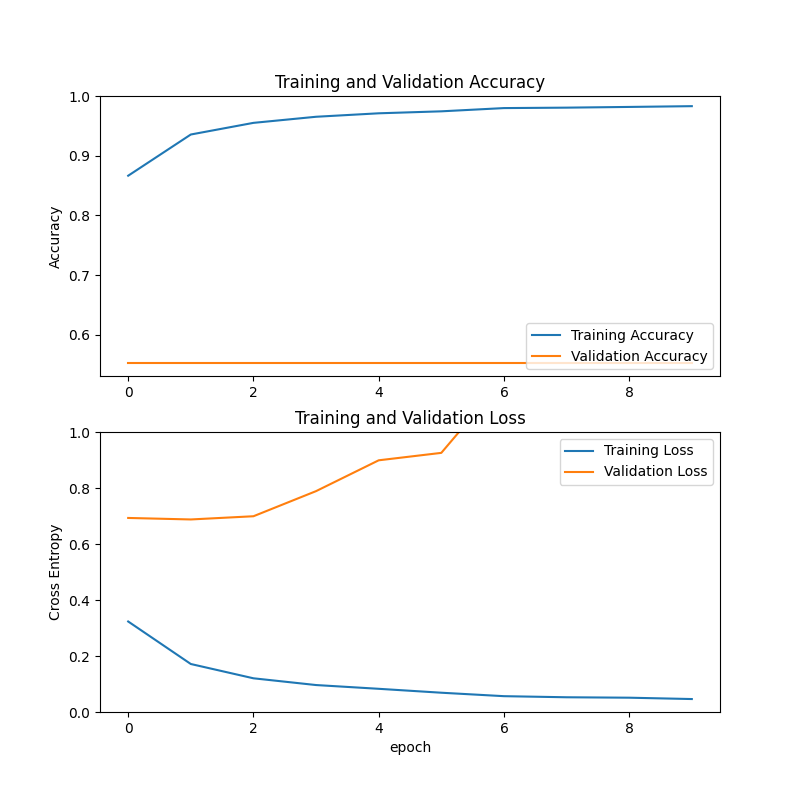 Training and Validation Accuracy
1.0
0.9
0.8
0.7
0.6
Accuracy
Training Accuracy
Validation Accuracy
0 2 4 6 8
Training and Validation Loss
1.0
0.8
0.6
0.4
0.2
0.0
Cross Entropy
Training Loss
Validation Loss
0 2 4 6 8
epoch